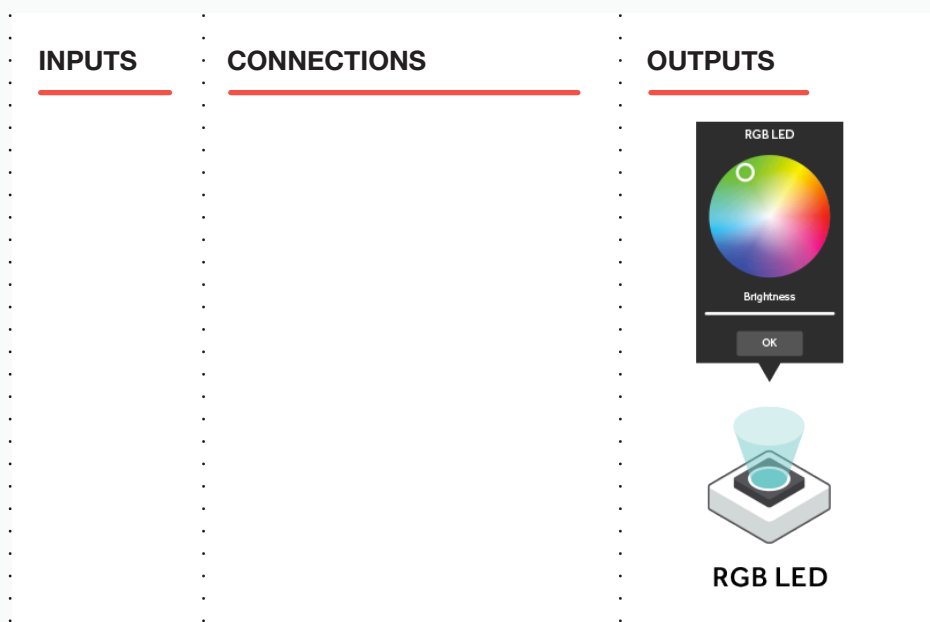 INPUTS
CONNECTIONS
OUTPUTS
RGB LED
Brightness
OK
RGB LED